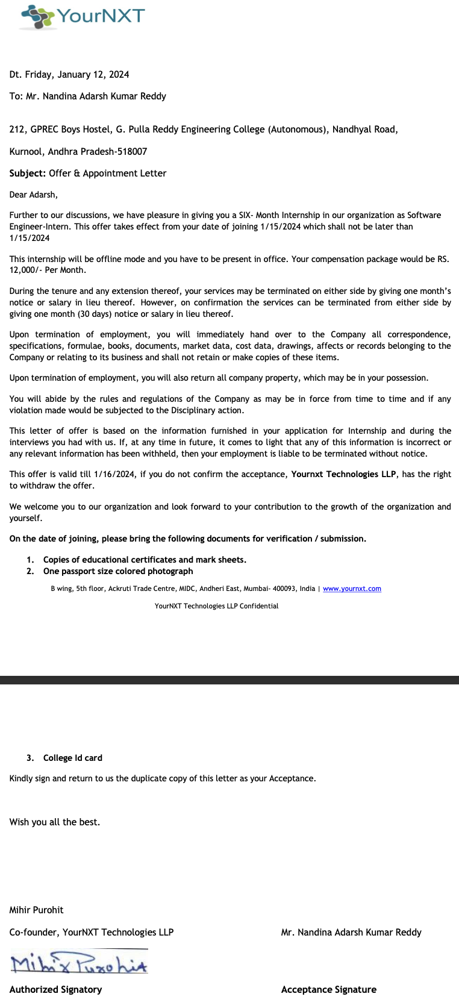 YourNXT
Dt. Friday, January 12, 2024
To: Mr. Nandina Adarsh Kumar Reddy
212, GPREC Boys Hostel, G. Pulla Reddy Engineering College (Autonomous), Nandhyal Road,
Kurnool, Andhra Pradesh-518007
Subject: Offer & Appointment Letter
Dear Adarsh,
Further to our discussions, we have pleasure in giving you a SIX- Month Internship in our organization as Software
Engineer-Intern. This offer takes effect from your date of joining 1/15/2024 which shall not be later than
1/15/2024
This internship will be offline mode and you have to be present in office. Your compensation package would be RS.
12,000/- Per Month.
During the tenure and any extension thereof, your services may be terminated on either side by giving one month's
notice or salary in lieu thereof. However, on confirmation the services can be terminated from either side by
giving one month (30 days) notice or salary in lieu thereof.
Upon termination of employment, you will immediately hand over to the Company all correspondence,
specifications, formulae, books, documents, market data, cost data, drawings, affects or records belonging to the
Company or relating to its business and shall not retain or make copies of these items.
Upon termination of employment, you will also return all company property, which may be in your possession.
You will abide by the rules and regulations of the Company as may be in force from time to time and if any
violation made would be subjected to the Disciplinary action.
This letter of offer is based on the information furnished in your application for Internship and during the
interviews you had with us. If, at any time in future, it comes to light that any of this information is incorrect or
any relevant information has been withheld, then your employment is liable to be terminated without notice.
This offer is valid till 1/16/2024, if you do not confirm the acceptance, Yournxt Technologies LLP, has the right
to withdraw the offer.
We welcome you to our organization and look forward to your contribution to the growth of the organization and
yourself.
On the date of joining, please bring the following documents for verification / submission.
1. Copies of educational certificates and mark sheets.
2. One passport size colored photograph
B wing, 5th floor, Ackruti Trade Centre, MIDC, Andheri East, Mumbai- 400093, India | www.yournxt.com
YourNXT Technologies LLP Confidential
3. College Id card
Kindly sign and return to us the duplicate copy of this letter as your Acceptance.
Wish you all the best.
Mihir Purohit
Co-founder, YourNXT Technologies LLP Mr. Nandina Adarsh Kumar Reddy
Mihir Purohit
Authorized Signatory Acceptance Signature